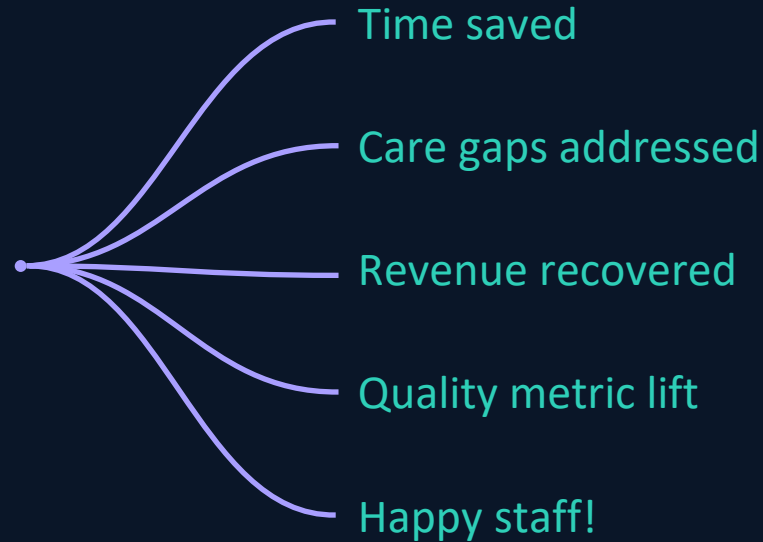 Time saved
Care gaps addressed
Revenue recovered
Quality metric lift
Happy staff!